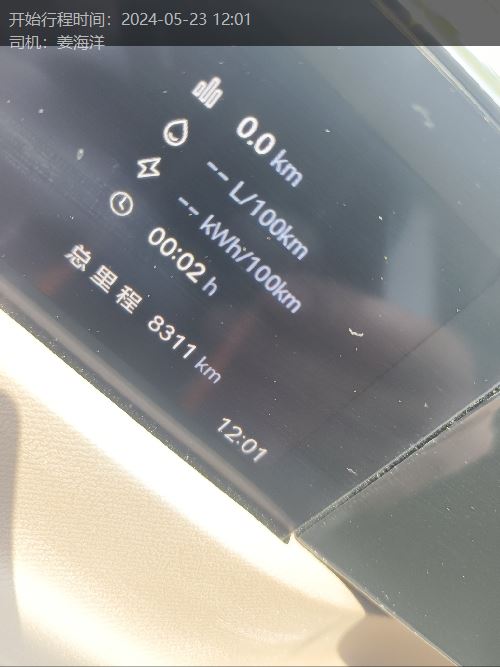 开始行程时间：2024-05-23 12:01
司机：姜海洋
0.0 km
-- L/100km
-- kWh/100km
00:02 h
总里程 8311 km
12:01